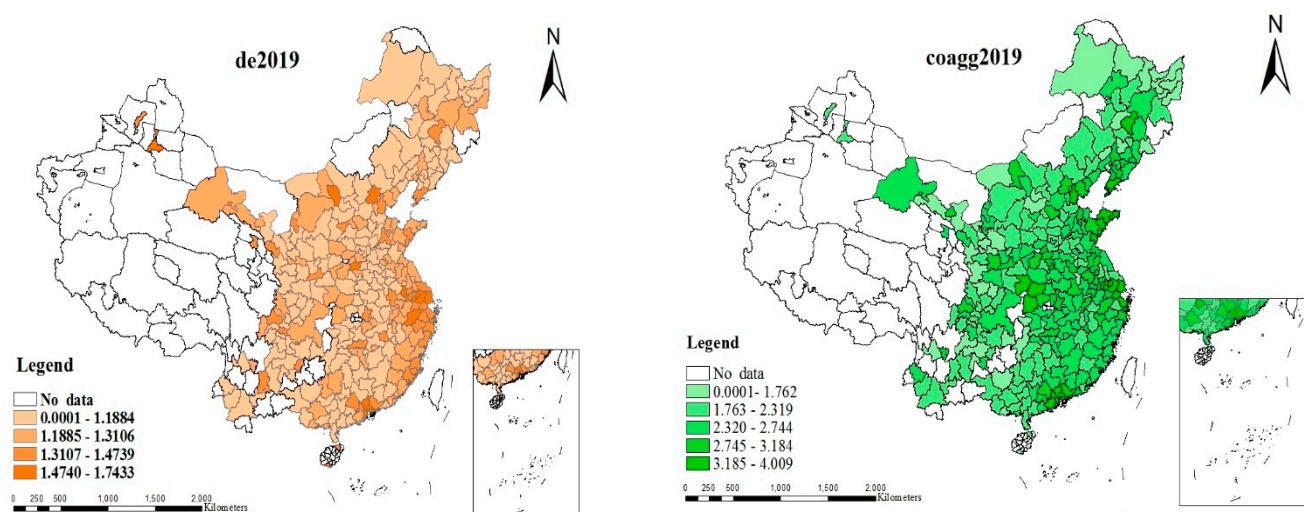 de2019
N
Legend
No data
0.0001 - 1.1884
1.1885 - 1.3106
1.3107 - 1.4739
1.4740 - 1.7433
0 250 500 1,000 1,500 2,000
Kilometers
coagg2019
N
Legend
No data
0.0001- 1.762
1.763 - 2.319
2.320 - 2.744
2.745 - 3.184
3.185 - 4.009
0 250 500 1,000 1,500 2,000
Kilometers